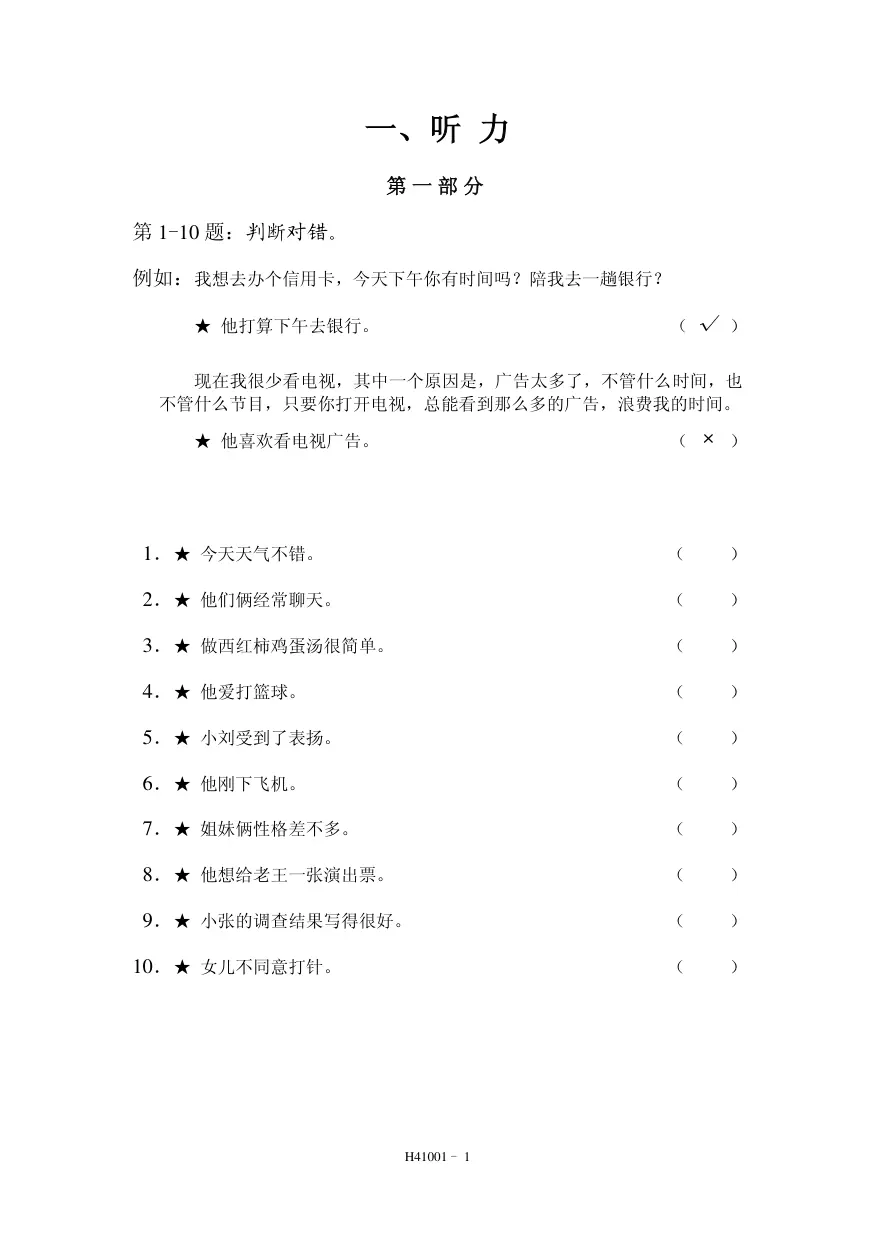 一、听 力
第一部分
第 1-10 题：判断对错。
例如：我想去办个信用卡，今天下午你有时间吗？陪我去一趟银行？
★ 他打算下午去银行。 （ √ ）
现在我很少看电视，其中一个原因是，广告太多了，不管什么时间，也
不管什么节目，只要你打开电视，总能看到那么多的广告，浪费我的时间。
★ 他喜欢看电视广告。 （ × ）
1．★ 今天天气不错。 （ ）
2．★ 他们俩经常聊天。 （ ）
3．★ 做西红柿鸡蛋汤很简单。 （ ）
4．★ 他爱打篮球。 （ ）
5．★ 小刘受到了表扬。 （ ）
6．★ 他刚下飞机。 （ ）
7．★ 姐妹俩性格差不多。 （ ）
8．★ 他想给老王一张演出票。 （ ）
9．★ 小张的调查结果写得很好。 （ ）
10．★ 女儿不同意打针。 （ ）
H41001 - 1